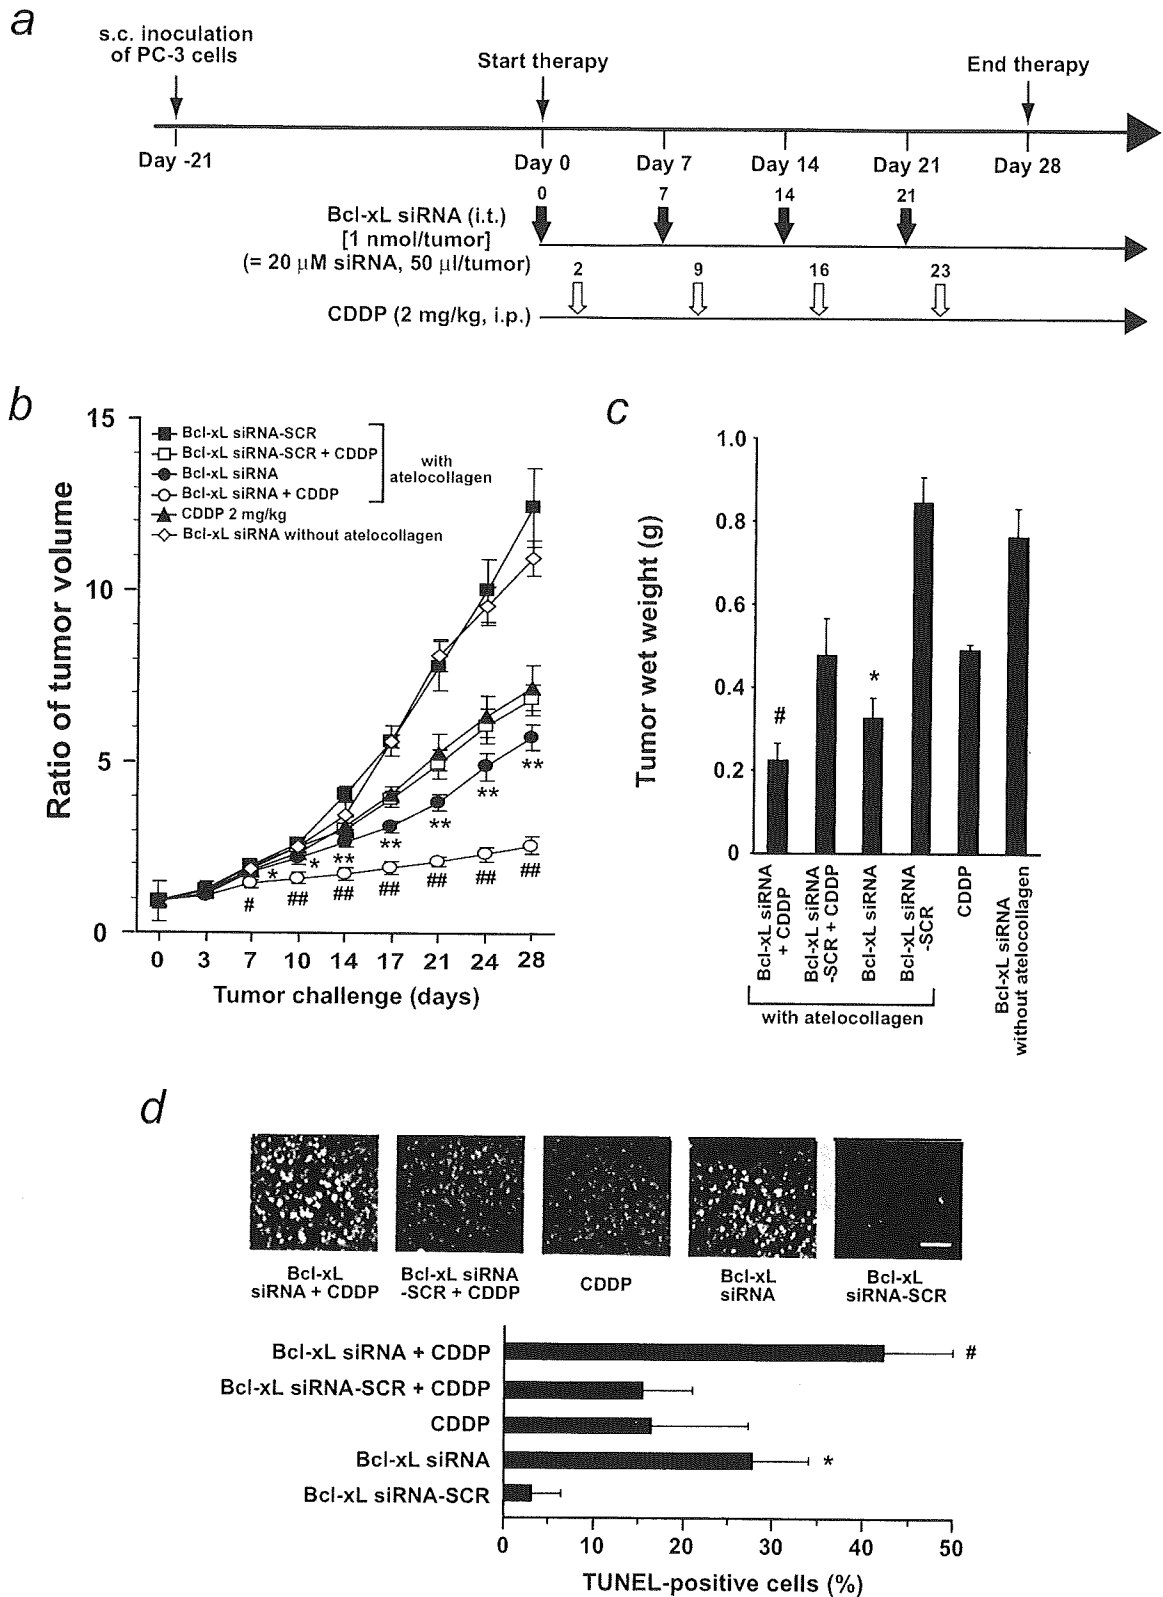 a
s.c. inoculation
of PC-3 cells
Start therapy
End therapy
Day -21
Day 0
Day 7
Day 14
Day 21
Day 28
0
7
14
21
Bcl-xL siRNA (i.t.)
[1 nmol/tumor]
(= 20 μM siRNA, 50 μl/tumor)
2
9
16
23
CDDP (2 mg/kg, i.p.)
b
Ratio of tumor volume
15
10
5
0
Bcl-xL siRNA-SCR
Bcl-xL siRNA-SCR + CDDP
Bcl-xL siRNA
Bcl-xL siRNA + CDDP
CDDP 2 mg/kg
Bcl-xL siRNA without atelocollagen
with
atelocollagen
* * ** ** ** ** **
# ## ## ## ## ## ##
0 3 7 10 14 17 21 24 28
Tumor challenge (days)
c
Tumor wet weight (g)
1.0
0.8
0.6
0.4
0.2
0
#
*
Bcl-xL siRNA
+ CDDP
Bcl-xL siRNA
-SCR + CDDP
Bcl-xL siRNA
Bcl-xL siRNA
-SCR
CDDP
Bcl-xL siRNA
without atelocollagen
with atelocollagen
d
Bcl-xL
siRNA + CDDP
Bcl-xL siRNA
-SCR + CDDP
CDDP
Bcl-xL
siRNA
Bcl-xL
siRNA-SCR
Bcl-xL siRNA + CDDP
#
Bcl-xL siRNA-SCR + CDDP
CDDP
Bcl-xL siRNA
*
Bcl-xL siRNA-SCR
0 10 20 30 40 50
TUNEL-positive cells (%)